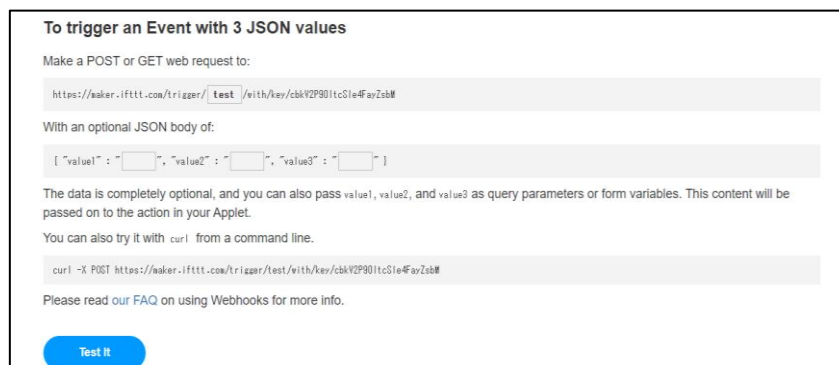 To trigger an Event with 3 JSON values
Make a POST or GET web request to:
https://maker.ifttt.com/trigger/ test /with/key/cbkV2P90ltcSle4FayZsbM
With an optional JSON body of:
{ "value1" : " ", "value2" : " ", "value3" : " " }
The data is completely optional, and you can also pass value1, value2, and value3 as query parameters or form variables. This content will be
passed on to the action in your Applet.
You can also try it with curl from a command line.
curl -X POST https://maker.ifttt.com/trigger/test/with/key/cbkV2P90ltcSle4FayZsbM
Please read our FAQ on using Webhooks for more info.
Test It